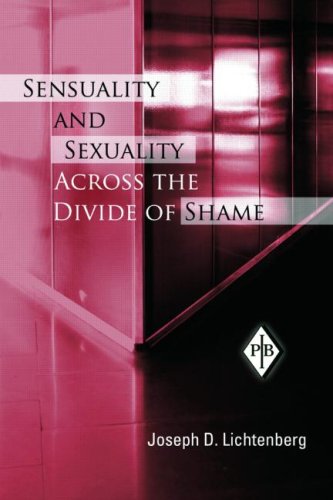 Sensuality
and
Sexuality
Across the
Divide of Shame
PIB
Joseph D. Lichtenberg